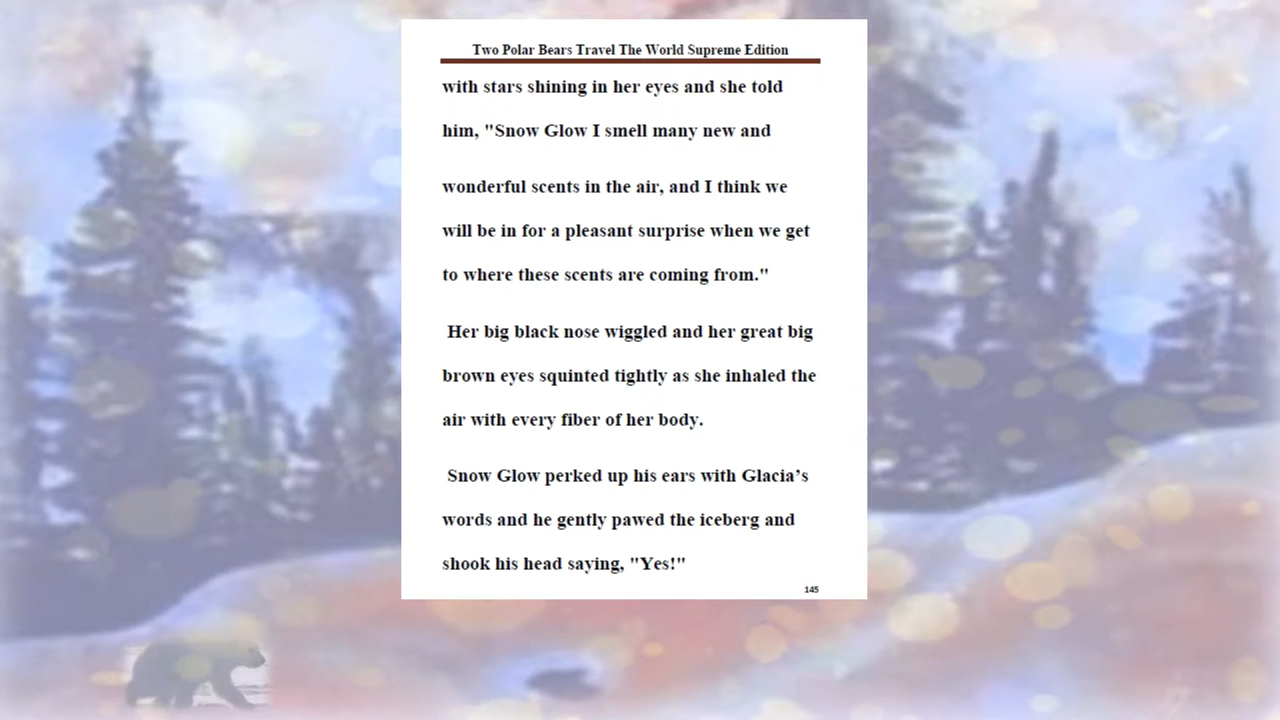 Two Polar Bears Travel The World Supreme Edition
with stars shining in her eyes and she told
him, "Snow Glow I smell many new and
wonderful scents in the air, and I think we
will be in for a pleasant surprise when we get
to where these scents are coming from."
Her big black nose wiggled and her great big
brown eyes squinted tightly as she inhaled the
air with every fiber of her body.
Snow Glow perked up his ears with Glacia’s
words and he gently pawed the iceberg and
shook his head saying, "Yes!"
145